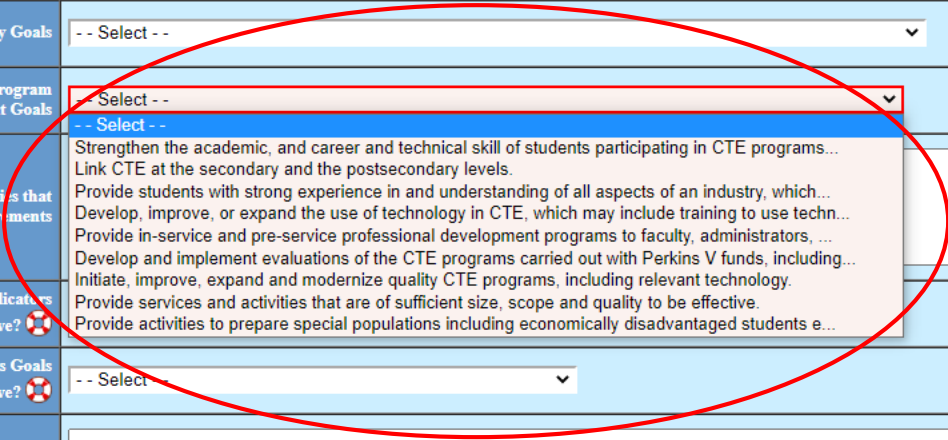 y Goals
- - Select - -
rogram
t Goals
- - Select - -
- - Select - -
Strengthen the academic, and career and technical skill of students participating in CTE programs...
Link CTE at the secondary and the postsecondary levels.
Provide students with strong experience in and understanding of all aspects of an industry, which...
Develop, improve, or expand the use of technology in CTE, which may include training to use techn...
Provide in-service and pre-service professional development programs to faculty, administrators, ...
Develop and implement evaluations of the CTE programs carried out with Perkins V funds, including...
Initiate, improve, expand and modernize quality CTE programs, including relevant technology.
Provide services and activities that are of sufficient size, scope and quality to be effective.
Provide activities to prepare special populations including economically disadvantaged students e...
es that
ements
dicators
ve?
s Goals
ve?
- - Select - -